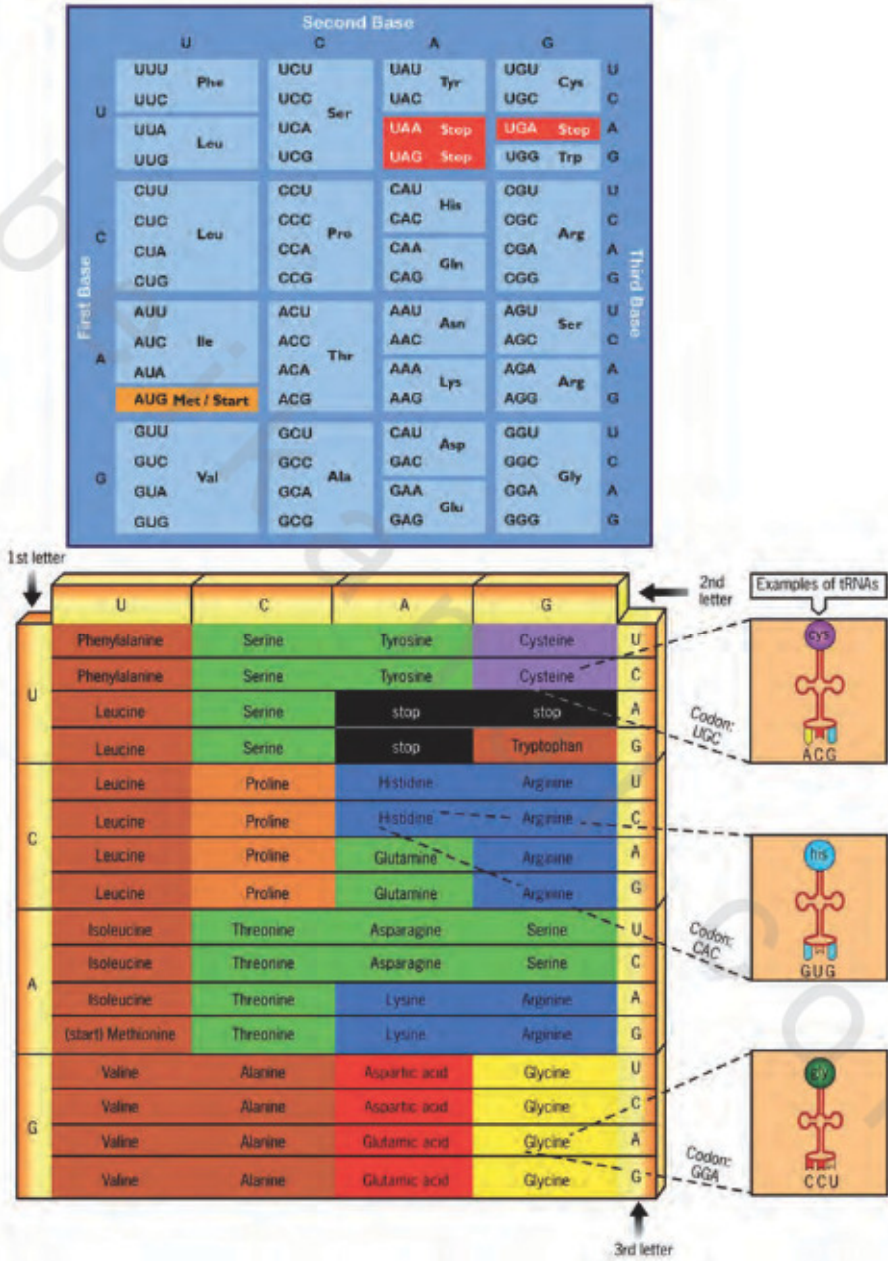 Second Base
U C A G
UUU UCU UAU UGU U
Phe Tyr Cys
UUC UCC UAC UGC C
U Ser
UUA UCA UAA Stop UGA Stop A
Leu
UUG UCG UAG Stop UGG Trp G
CUU CCU CAU CGU U
His
CUC CCC CAC CGC C
C Leu Pro Arg
CUA CCA CAA CGA A
Gln
CUG CCG CAG CGG G
First Base
Third Base
AUU ACU AAU AGU U
Asn Ser
AUC Ile ACC AAC AGC C
A Thr
AUA ACA AAA AGA A
Lys Arg
AUG Met / Start ACG AAG AGG G
GUU GCU CAU GGU U
Asp
GUC GCC GAC GGC C
G Val Ala Gly
GUA GCA GAA GGA A
Glu
GUG GCG GAG GGG G
1st letter
2nd letter
Examples of tRNAs
U C A G
Phenylalanine Serine Tyrosine Cysteine U
Phenylalanine Serine Tyrosine Cysteine C
U
Leucine Serine stop stop A
Leucine Serine stop Tryptophan G
Leucine Proline Histidine Arginine U
Leucine Proline Histidine Arginine C
C
Leucine Proline Glutamine Arginine A
Leucine Proline Glutamine Arginine G
Isoleucine Threonine Asparagine Serine U
Isoleucine Threonine Asparagine Serine C
A
Isoleucine Threonine Lysine Arginine A
(start) Methionine Threonine Lysine Arginine G
Valine Alanine Aspartic acid Glycine U
Valine Alanine Aspartic acid Glycine C
G
Valine Alanine Glutamic acid Glycine A
Valine Alanine Glutamic acid Glycine G
3rd letter
cys
Codon:
UGC
ACG
his
Codon:
CAC
GUG
gly
Codon:
GGA
CCU